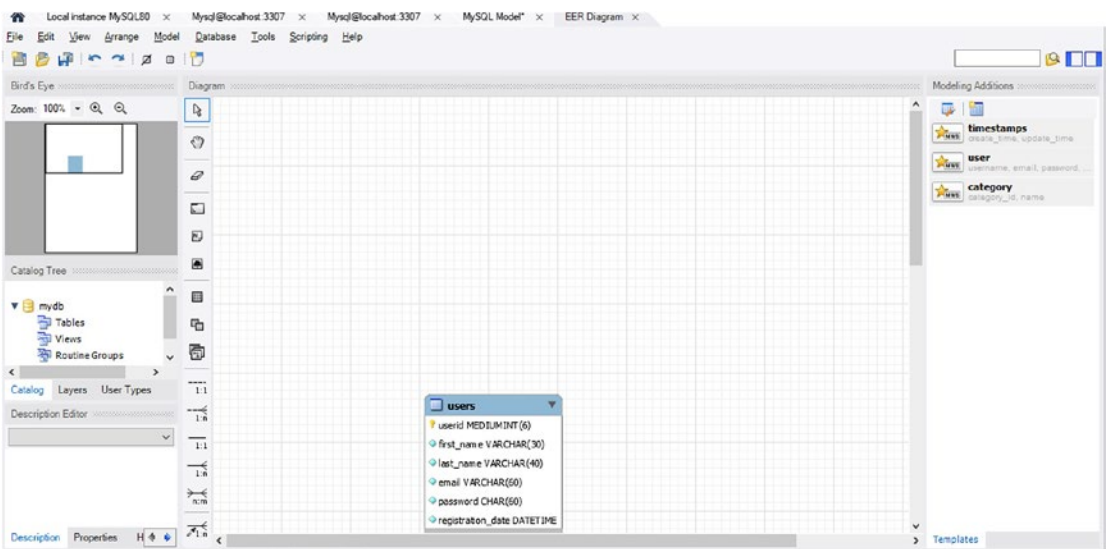 Local instance MySQL80 × Mysql@localhost:3307 × Mysql@localhost:3307 × MySQL Model* × EER Diagram ×
File Edit View Arrange Model Database Tools Scripting Help
Bird's Eye
Zoom: 100%
Catalog Tree
mydb
Tables
Views
Routine Groups
Catalog Layers User Types
Description Editor
Description Properties H
Diagram
1:1
1:n
1:1
1:n
n:m
1:n
users
userid MEDIUMINT(6)
first_name VARCHAR(30)
last_name VARCHAR(40)
email VARCHAR(60)
password CHAR(60)
registration_date DATETIME
Modeling Additions
timestamps
create_time, update_time
user
username, email, password, ...
category
category_id, name
Templates